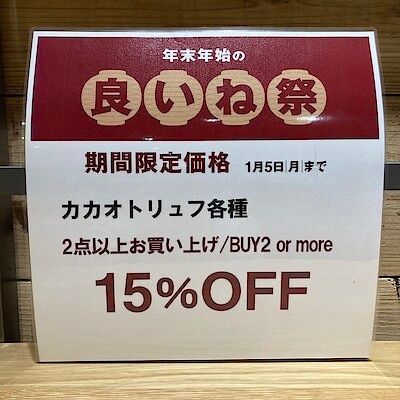 年末年始の
良いね祭
期間限定価格 1月5日|月|まで
カカオトリュフ各種
2点以上お買い上げ/BUY2 or more
15%OFF